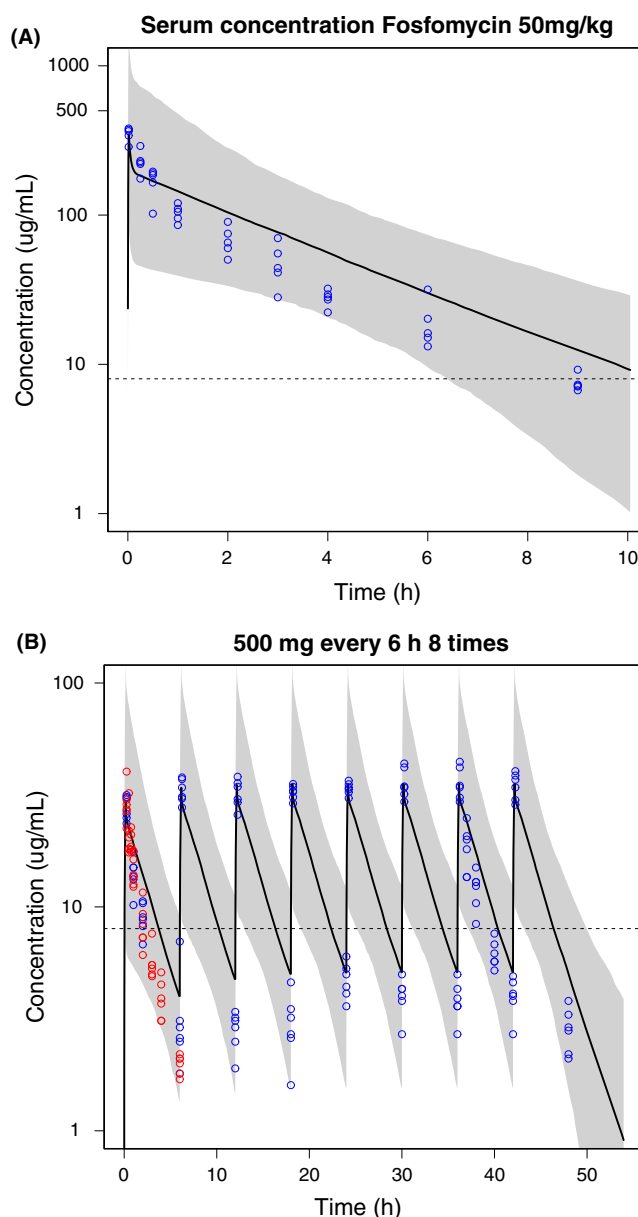 (A)
Serum concentration Fosfomycin 50mg/kg
Concentration (ug/mL)
1000
500
100
10
1
0 2 4 6 8 10
Time (h)
(B)
500 mg every 6 h 8 times
Concentration (ug/mL)
100
10
1
0 10 20 30 40 50
Time (h)